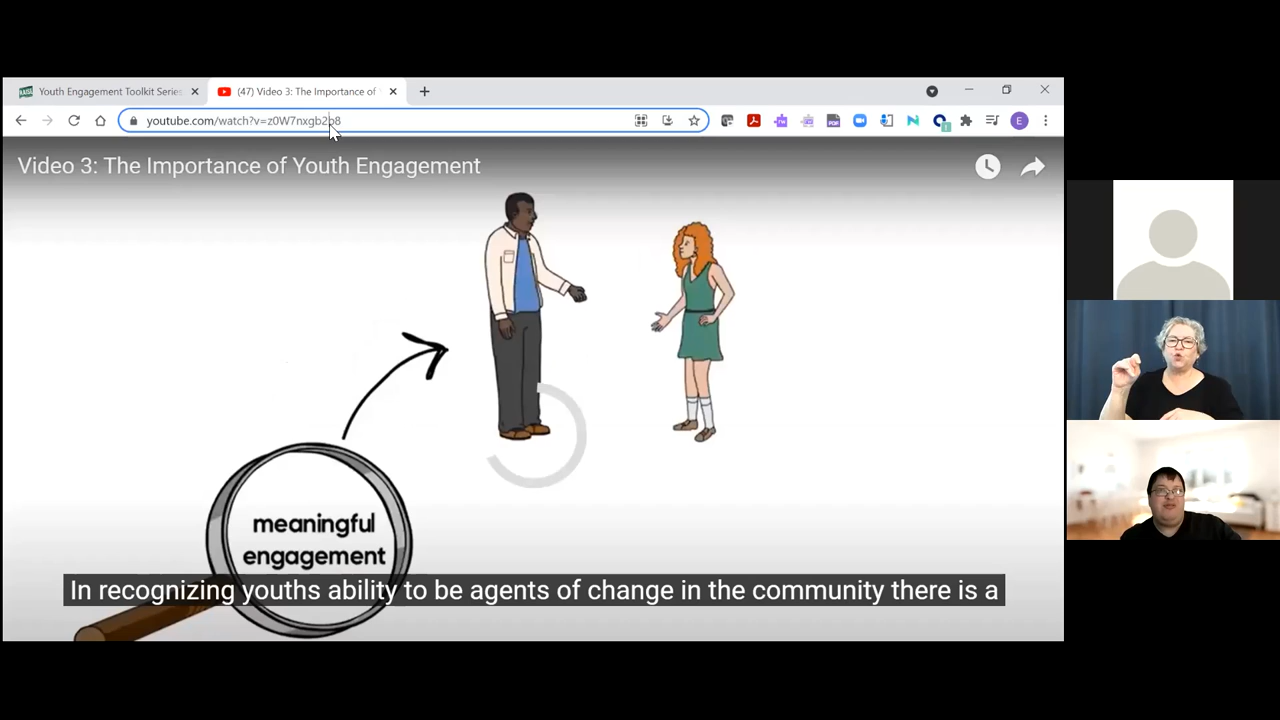 Youth Engagement Toolkit Series
(47) Video 3: The Importance of Y
youtube.com/watch?v=z0W7nxgb2b8
E
Video 3: The Importance of Youth Engagement
meaningful
engagement
In recognizing youths ability to be agents of change in the community there is a